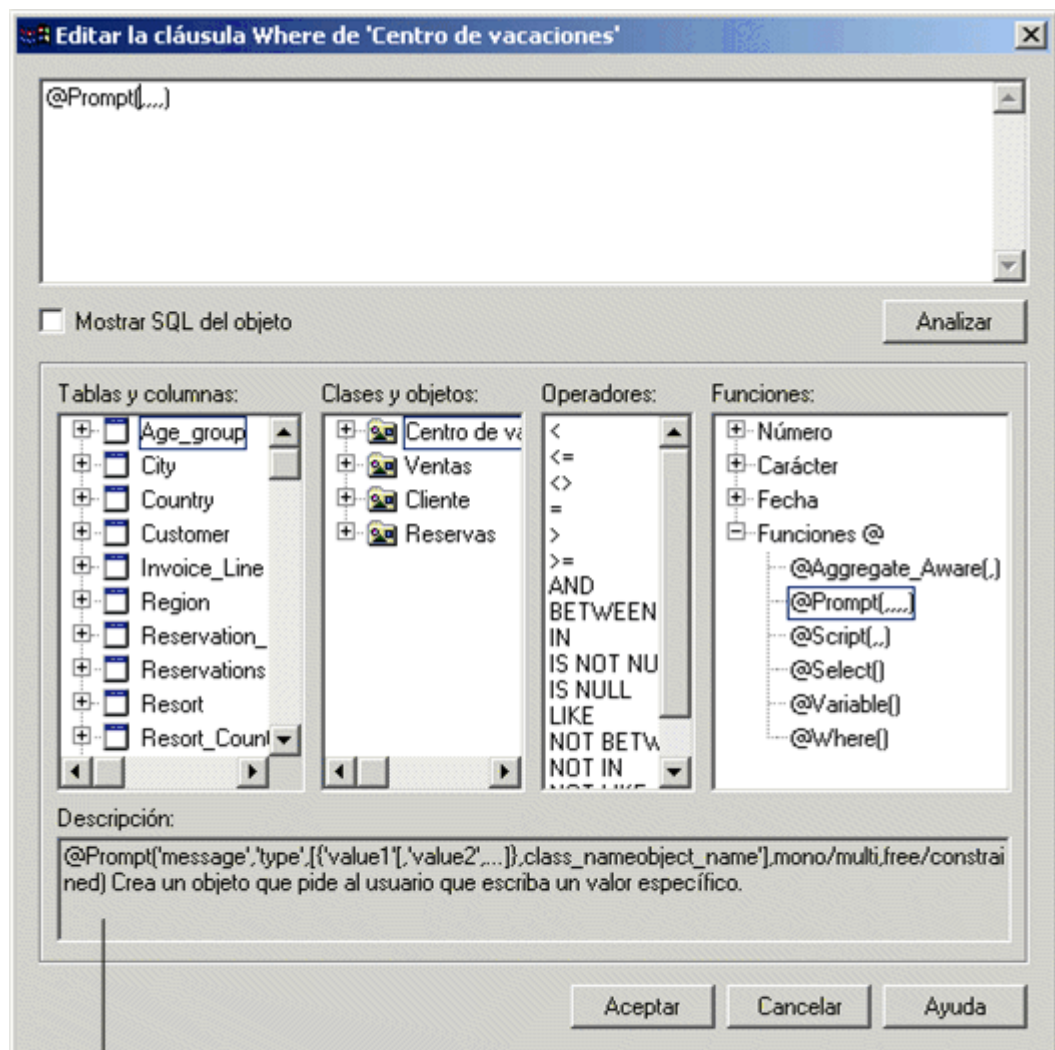 Editar la cláusula Where de 'Centro de vacaciones'
@Prompt(,,,,)
Mostrar SQL del objeto
Analizar
Tablas y columnas:
Age_group
City
Country
Customer
Invoice_Line
Region
Reservation_
Reservations
Resort
Resort_Count
Clases y objetos:
Centro de va
Ventas
Cliente
Reservas
Operadores:
<
<=
<>
=
>
>=
AND
BETWEEN
IN
IS NOT NU
IS NULL
LIKE
NOT BETW
NOT IN
NOT LIKE
Funciones:
Número
Carácter
Fecha
Funciones @
@Aggregate_Aware(,)
@Prompt(,,,,)
@Script(,,)
@Select()
@Variable()
@Where()
Descripción:
@Prompt('message','type',[{'value1'[,'value2',...]},class_nameobject_name'],mono/multi,free/constrai
ned) Crea un objeto que pide al usuario que escriba un valor específico.
Aceptar
Cancelar
Ayuda